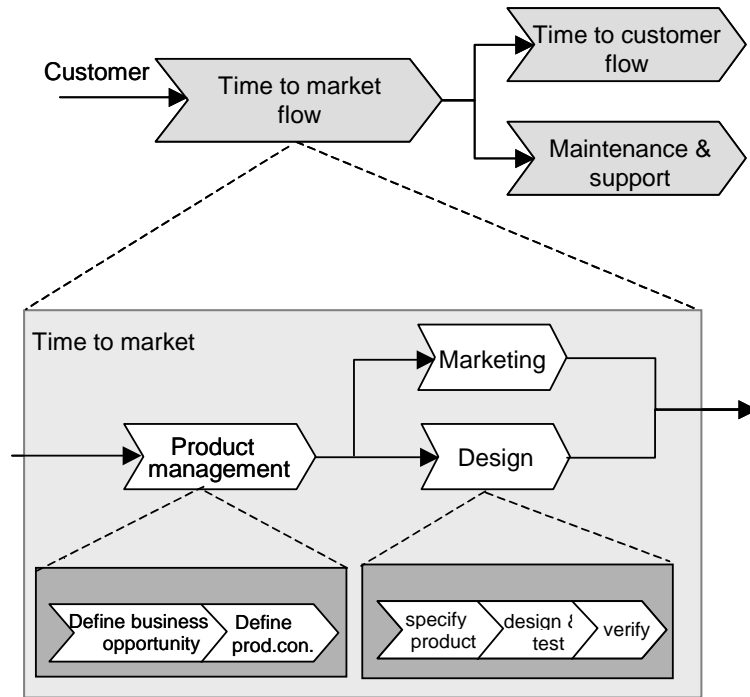 Customer
Time to market
flow
Time to customer
flow
Maintenance &
support
Time to market
Marketing
Product
management
Design
Define business
opportunity
Define
prod.con.
specify
product
design &
test
verify